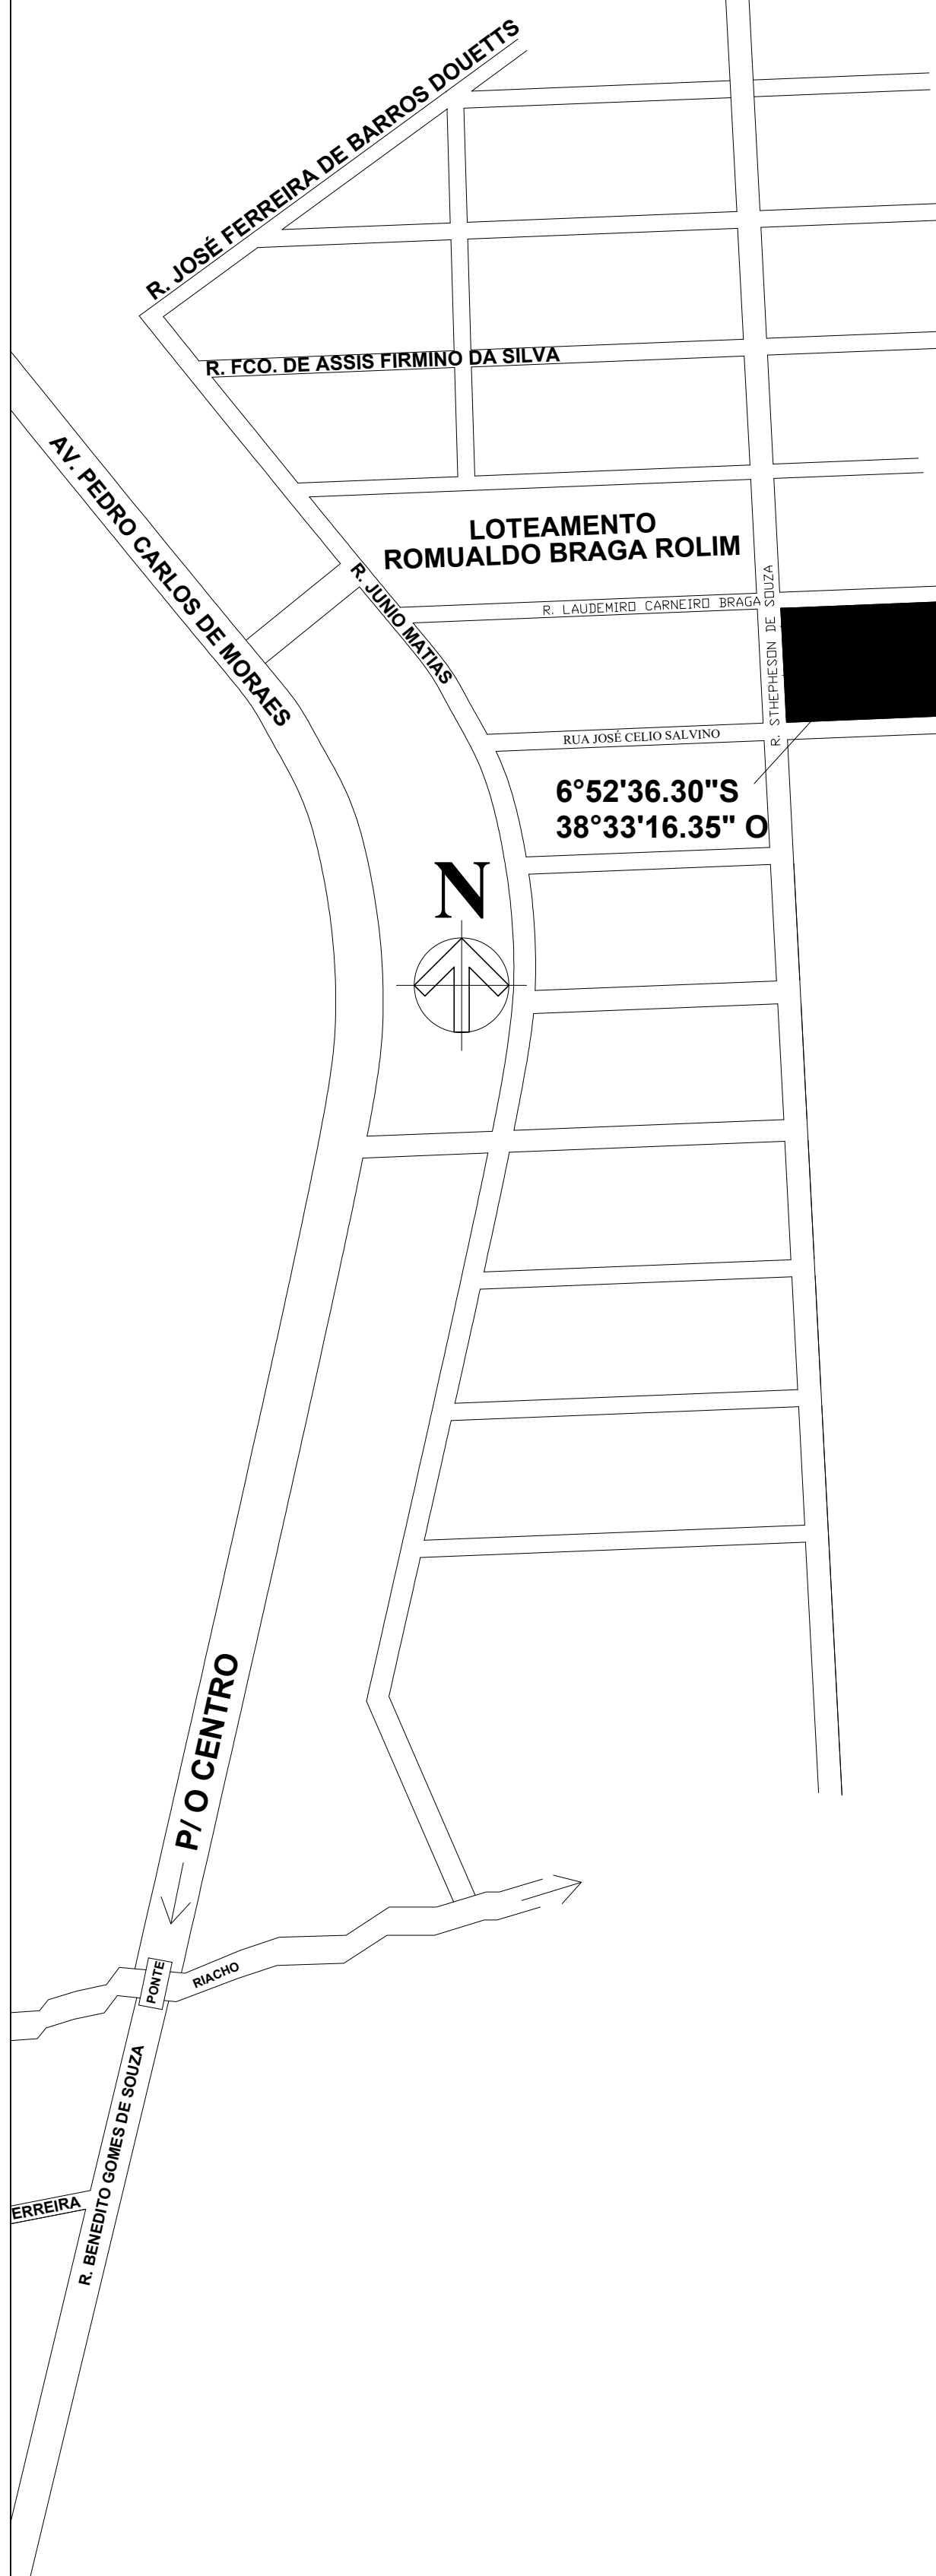 R. JOSÉ FERREIRA DE BARROS DOUETTS
R. FCO. DE ASSIS FIRMINO DA SILVA
AV. PEDRO CARLOS DE MORAES
LOTEAMENTO
ROMUALDO BRAGA ROLIM
R. JUNIO MATIAS
R. LAUDEMIRO CARNEIRO BRAGA
R. STHEPHESON DE SOUZA
RUA JOSÉ CELIO SALVINO
6°52'36.30"S
38°33'16.35" O
N
P/ O CENTRO
PONTE
RIACHO
R. BENEDITO GOMES DE SOUZA
ERREIRA